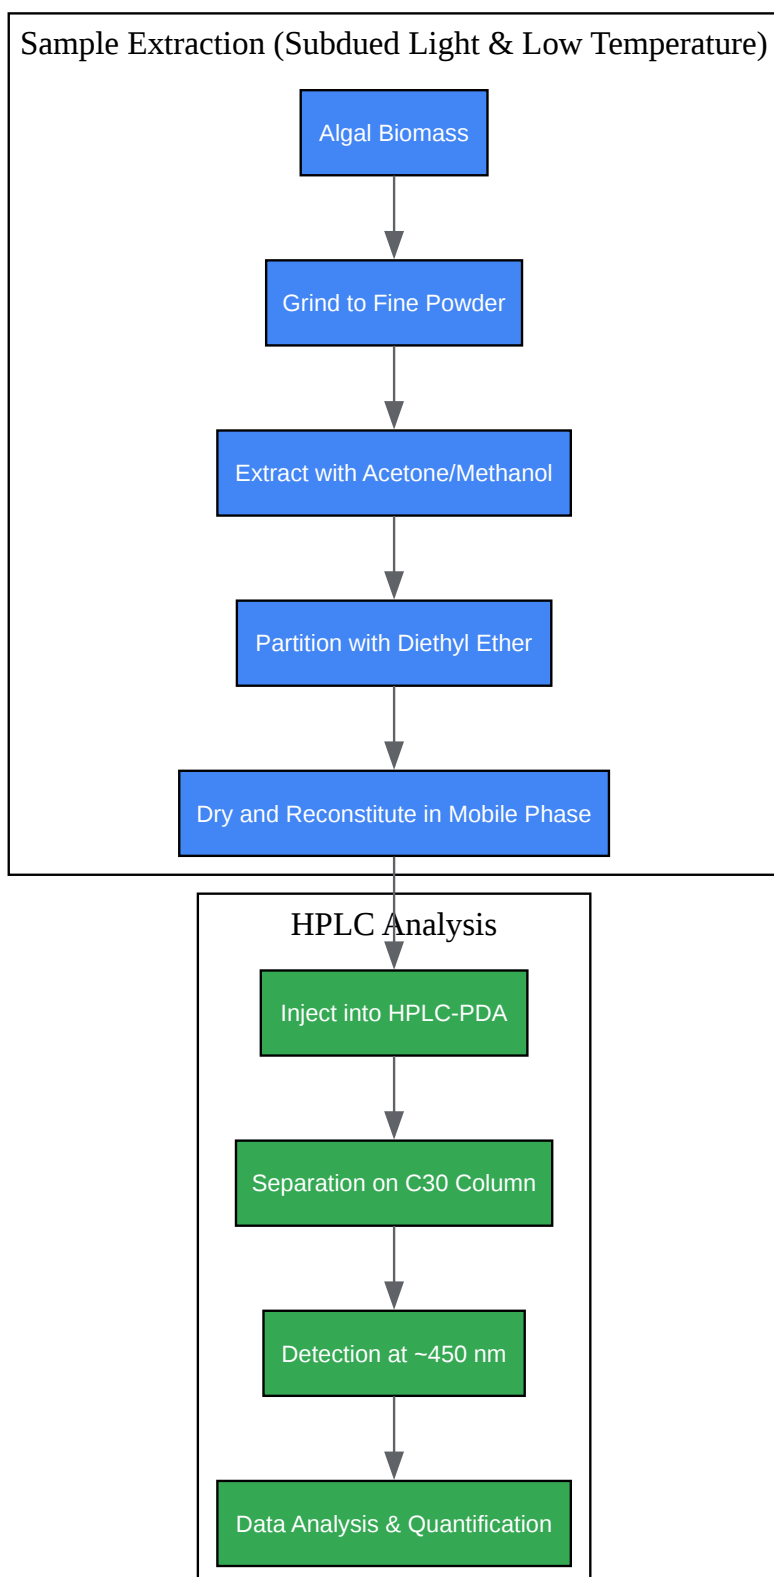 Sample Extraction (Subdued Light & Low Temperature)
Algal Biomass
Grind to Fine Powder
Extract with Acetone/Methanol
Partition with Diethyl Ether
Dry and Reconstitute in Mobile Phase
HPLC Analysis
Inject into HPLC-PDA
Separation on C30 Column
Detection at ~450 nm
Data Analysis & Quantification